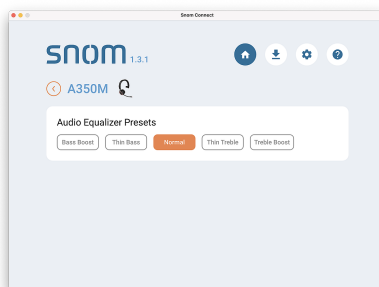 Snom Connect
snom 1.3.1
?
A350M
Audio Equalizer Presets
Bass Boost Thin Bass Normal Thin Treble Treble Boost